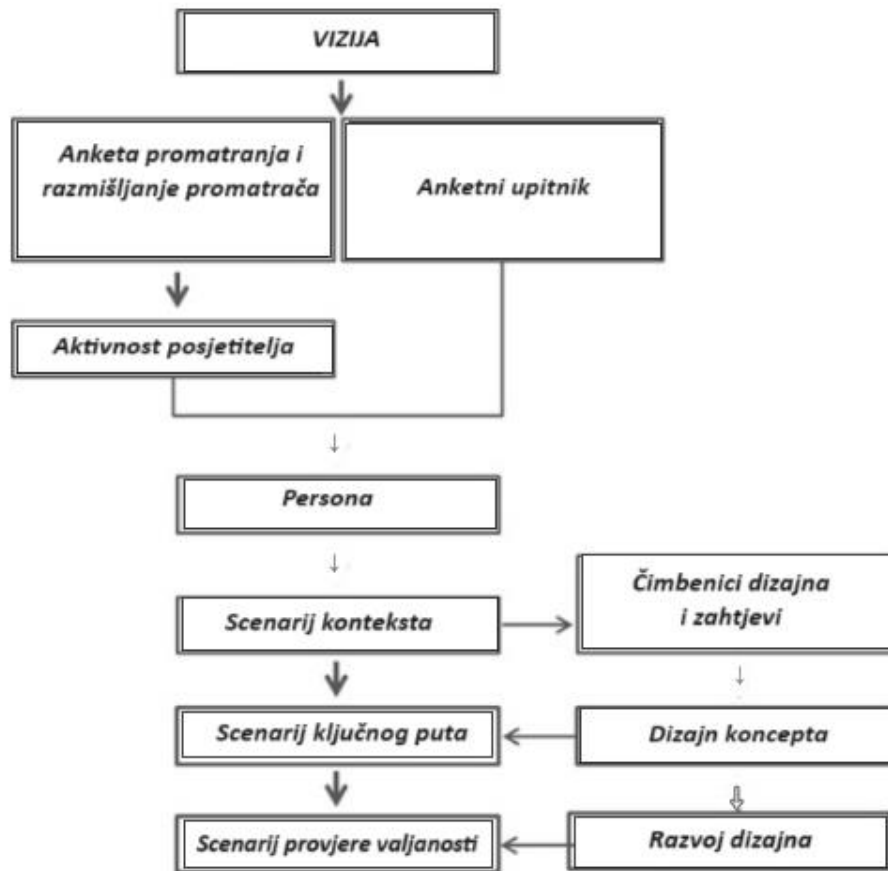 VIZIJA
Anketa promatranja i
razmišljanje promatrača
Anketni upitnik
Aktivnost posjetitelja
Persona
Scenarij konteksta
Čimbenici dizajna
i zahtjevi
Scenarij ključnog puta
Dizajn koncepta
Scenarij provjere valjanosti
Razvoj dizajna